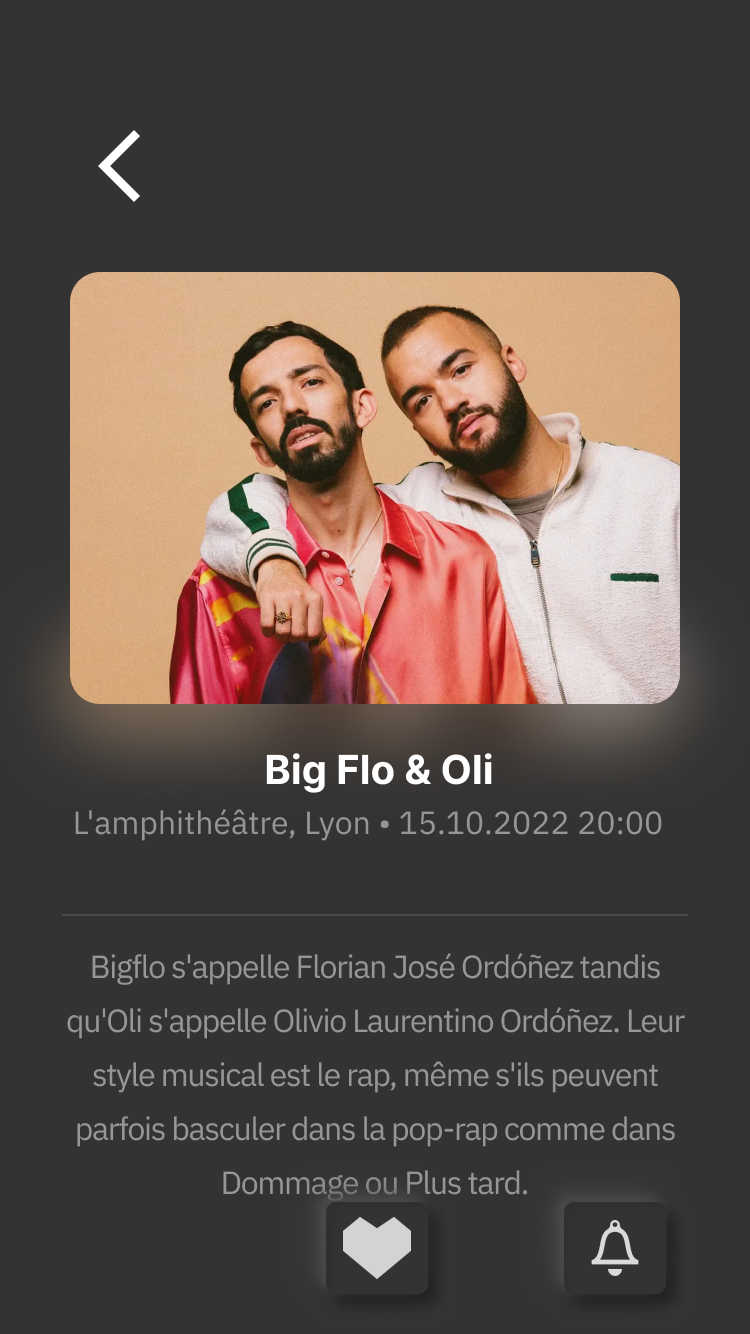 Big Flo & Oli
L'amphithéâtre, Lyon • 15.10.2022 20:00
Bigflo s'appelle Florian José Ordóñez tandis
qu'Oli s'appelle Olivio Laurentino Ordóñez. Leur
style musical est le rap, même s'ils peuvent
parfois basculer dans la pop-rap comme dans
Dommage ou Plus tard.